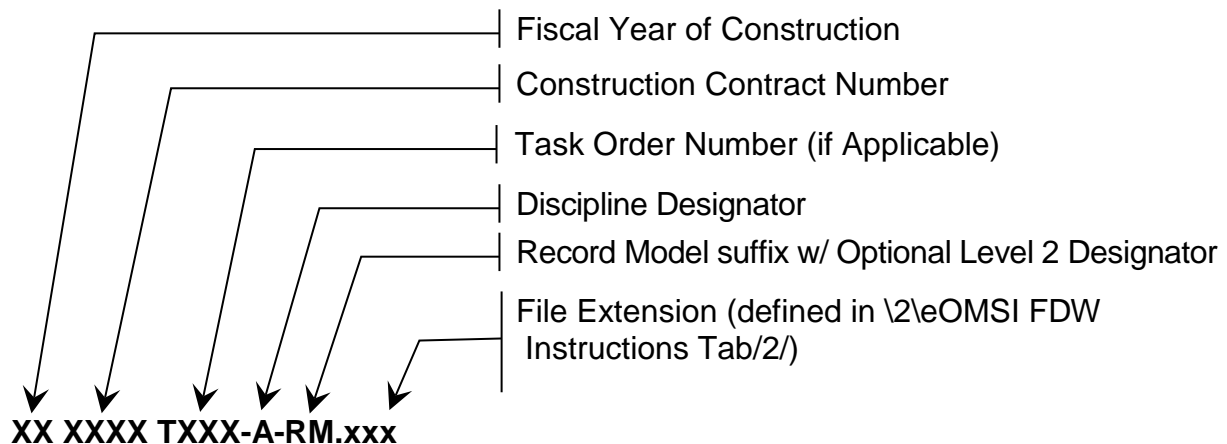 Fiscal Year of Construction
Construction Contract Number
Task Order Number (if Applicable)
Discipline Designator
Record Model suffix w/ Optional Level 2 Designator
File Extension (defined in \2\eOMSI FDW
Instructions Tab/2/)
XX XXXX TXXX-A-RM.xxx